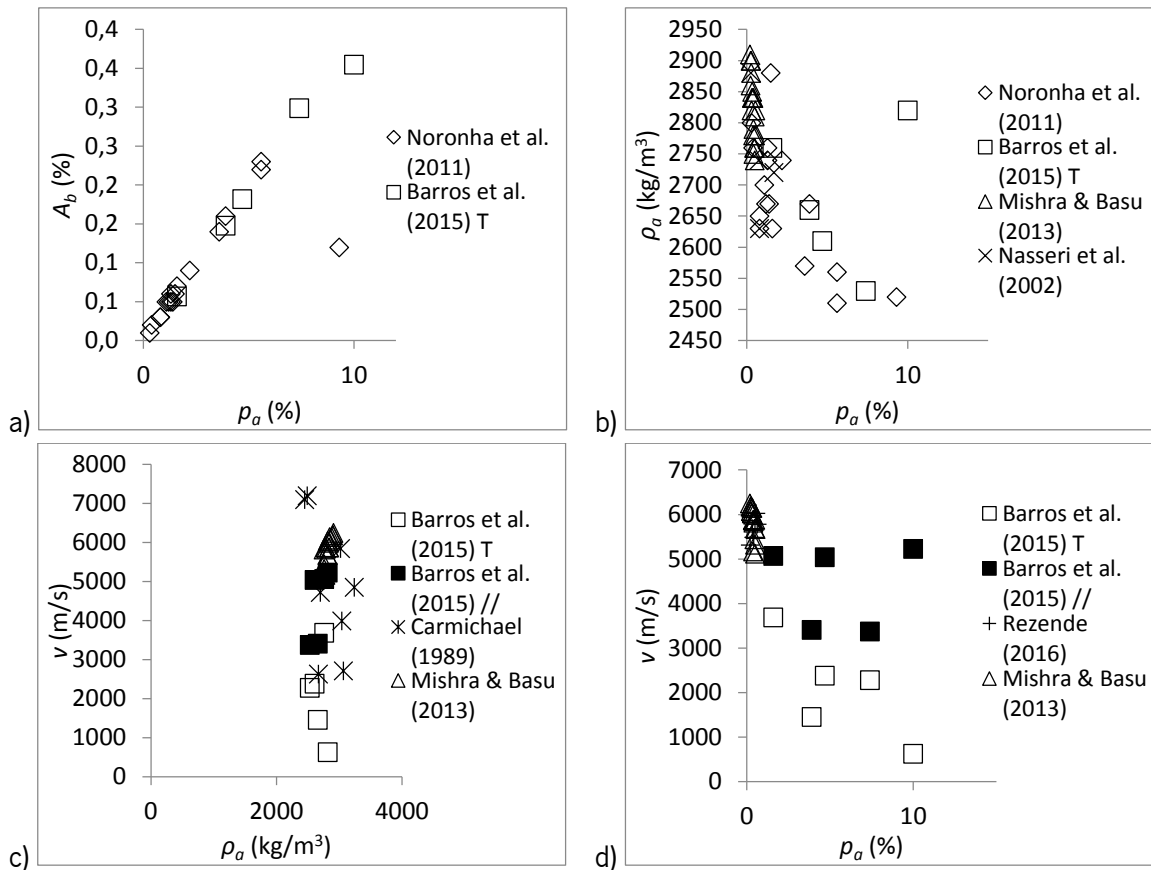 0,4
0,4
0,3
0,3
0,2
0,2
0,1
0,1
0,0
A_b (%)
0 10
p_a (%)
Noronha et al.
(2011)
Barros et al.
(2015) T
a)
2950
2900
2850
2800
2750
2700
2650
2600
2550
2500
2450
ρ_a (kg/m³)
0 10
p_a (%)
Noronha et al.
(2011)
Barros et al.
(2015) T
Mishra & Basu
(2013)
Nasseri et al.
(2002)
b)
8000
7000
6000
5000
4000
3000
2000
1000
0
v (m/s)
0 2000 4000
ρ_a (kg/m³)
Barros et al.
(2015) T
Barros et al.
(2015) //
Carmichael
(1989)
Mishra & Basu
(2013)
c)
7000
6000
5000
4000
3000
2000
1000
0
v (m/s)
0 10
p_a (%)
Barros et al.
(2015) T
Barros et al.
(2015) //
Rezende
(2016)
Mishra & Basu
(2013)
d)